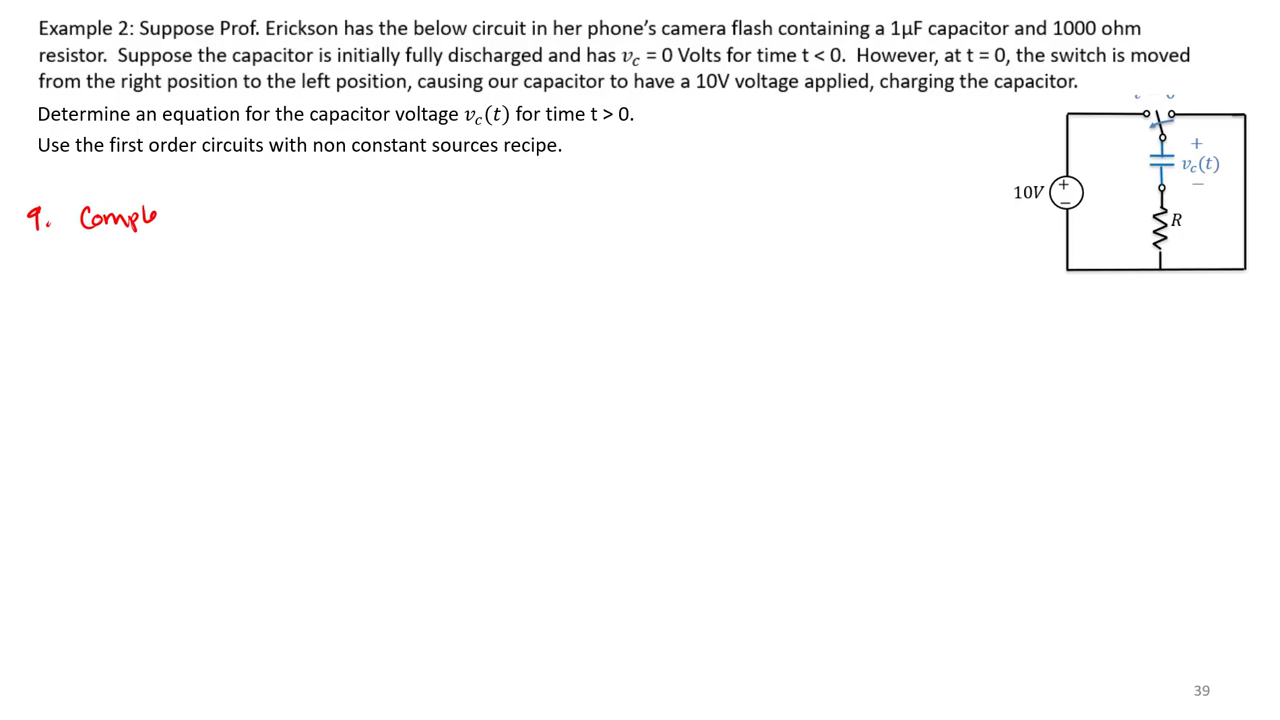 Example 2: Suppose Prof. Erickson has the below circuit in her phone’s camera flash containing a 1µF capacitor and 1000 ohm
resistor. Suppose the capacitor is initially fully discharged and has v_c = 0 Volts for time t < 0. However, at t = 0, the switch is moved
from the right position to the left position, causing our capacitor to have a 10V voltage applied, charging the capacitor.
Determine an equation for the capacitor voltage v_c(t) for time t > 0.
Use the first order circuits with non constant sources recipe.
+
v_c(t)
−
10V
+
−
R
9. Comple
39